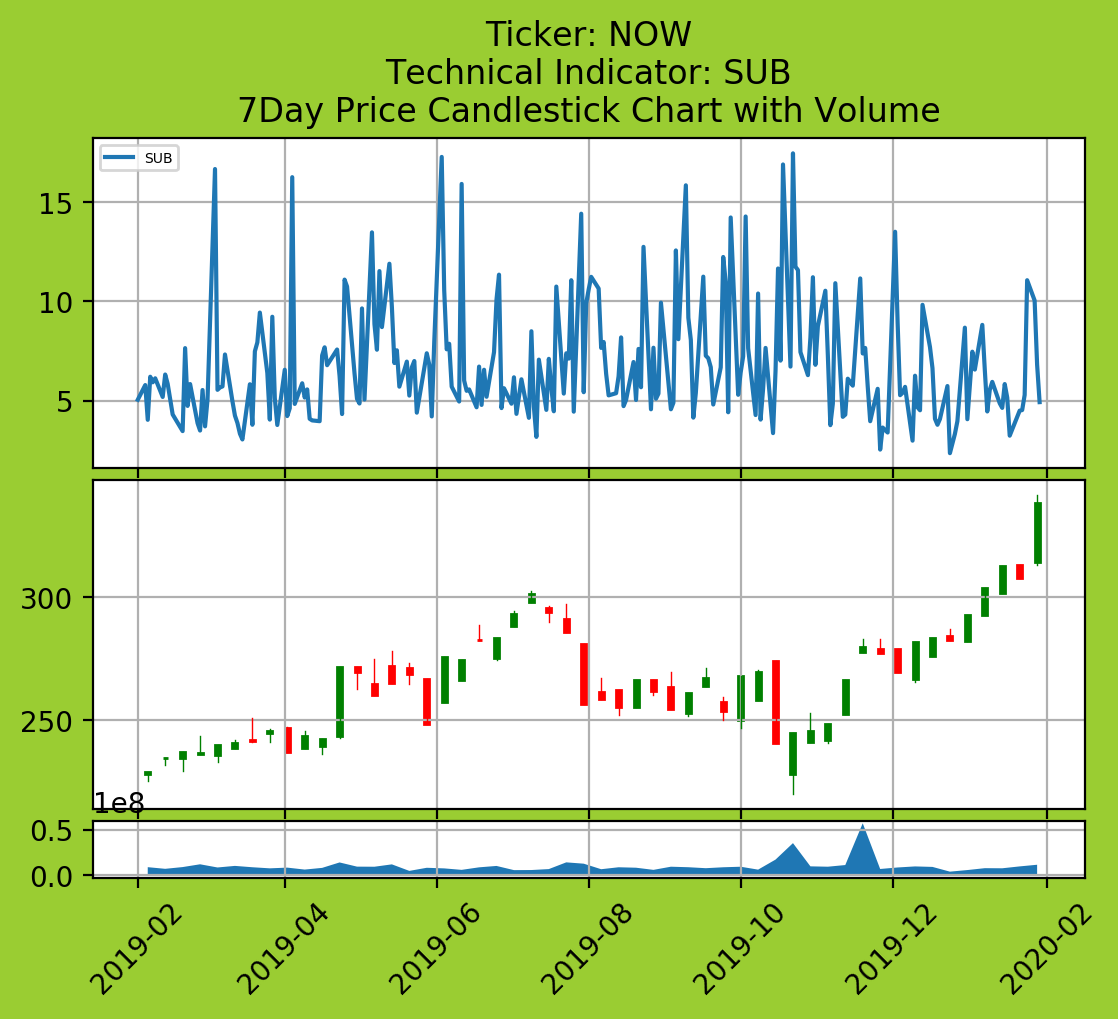 Ticker: NOW
Technical Indicator: SUB
7Day Price Candlestick Chart with Volume
SUB
15
10
5
300
250
1e8
0.5
0.0
2019-02
2019-04
2019-06
2019-08
2019-10
2019-12
2020-02